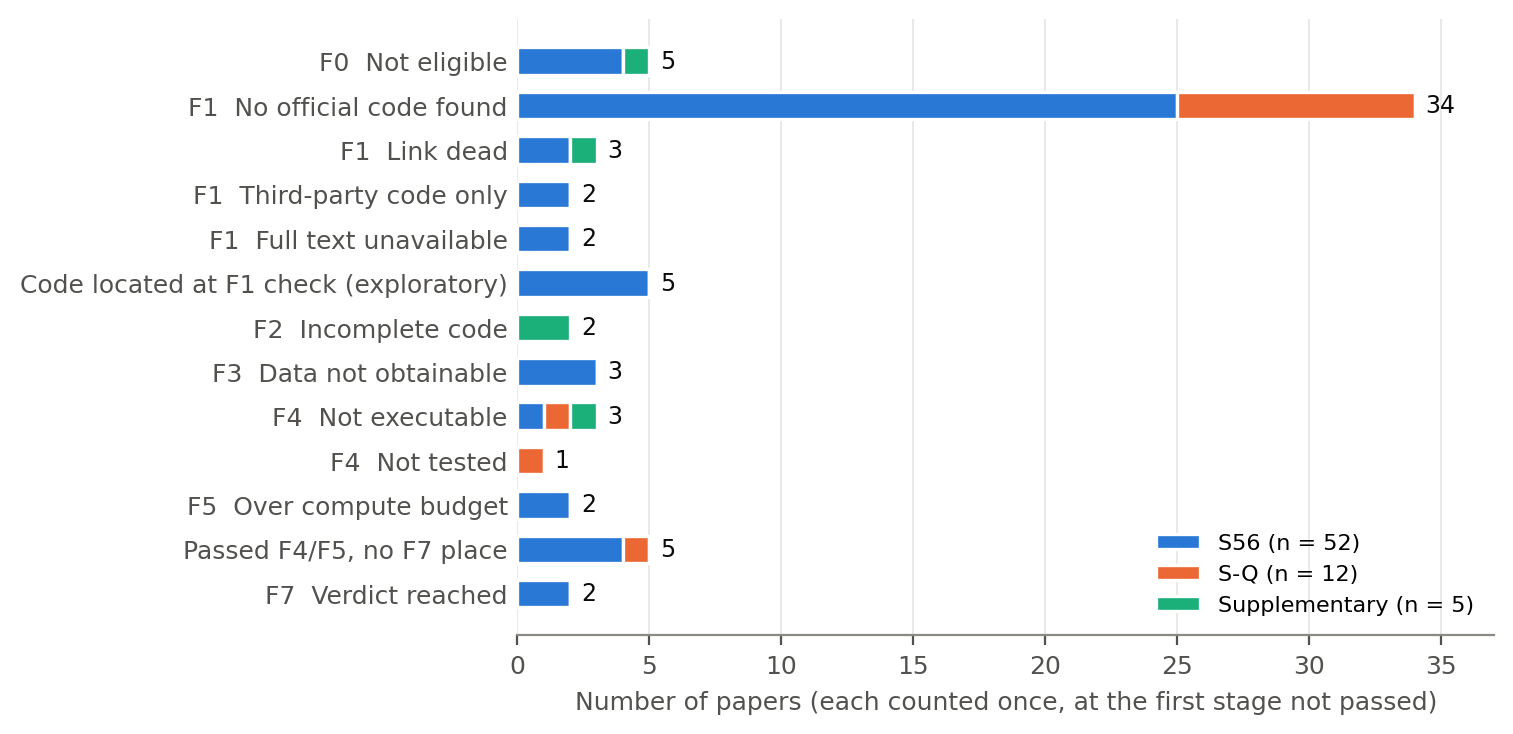 F0  Not eligible 5
F1  No official code found 34
F1  Link dead 3
F1  Third-party code only 2
F1  Full text unavailable 2
Code located at F1 check (exploratory) 5
F2  Incomplete code 2
F3  Data not obtainable 3
F4  Not executable 3
F4  Not tested 1
F5  Over compute budget 2
Passed F4/F5, no F7 place 5
F7  Verdict reached 2
S56 (n = 52)
S-Q (n = 12)
Supplementary (n = 5)
0 5 10 15 20 25 30 35
Number of papers (each counted once, at the first stage not passed)